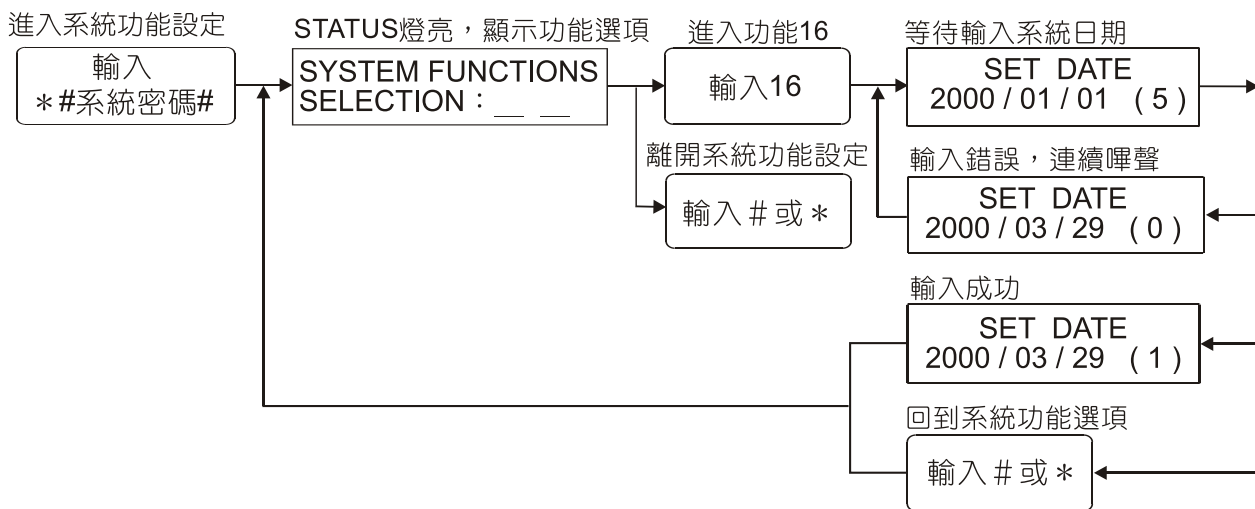 進入系統功能設定
輸入
＊#系統密碼#
STATUS燈亮，顯示功能選項
SYSTEM FUNCTIONS
SELECTION：__ __
進入功能16
輸入16
離開系統功能設定
輸入＃或＊
等待輸入系統日期
SET DATE
2000 / 01 / 01 ( 5 )
輸入錯誤，連續嗶聲
SET DATE
2000 / 03 / 29 ( 0 )
輸入成功
SET DATE
2000 / 03 / 29 ( 1 )
回到系統功能選項
輸入＃或＊